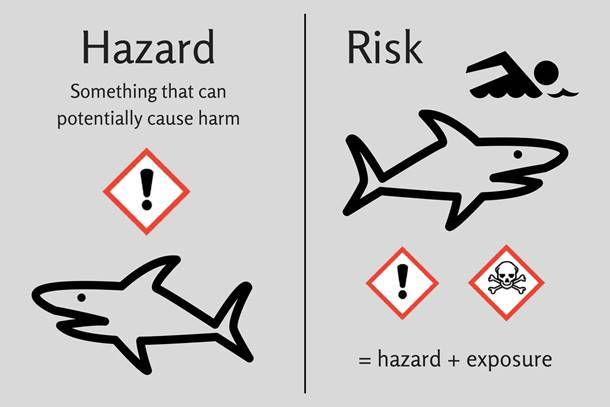 Hazard
Something that can
potentially cause harm
!
Risk
!
= hazard + exposure